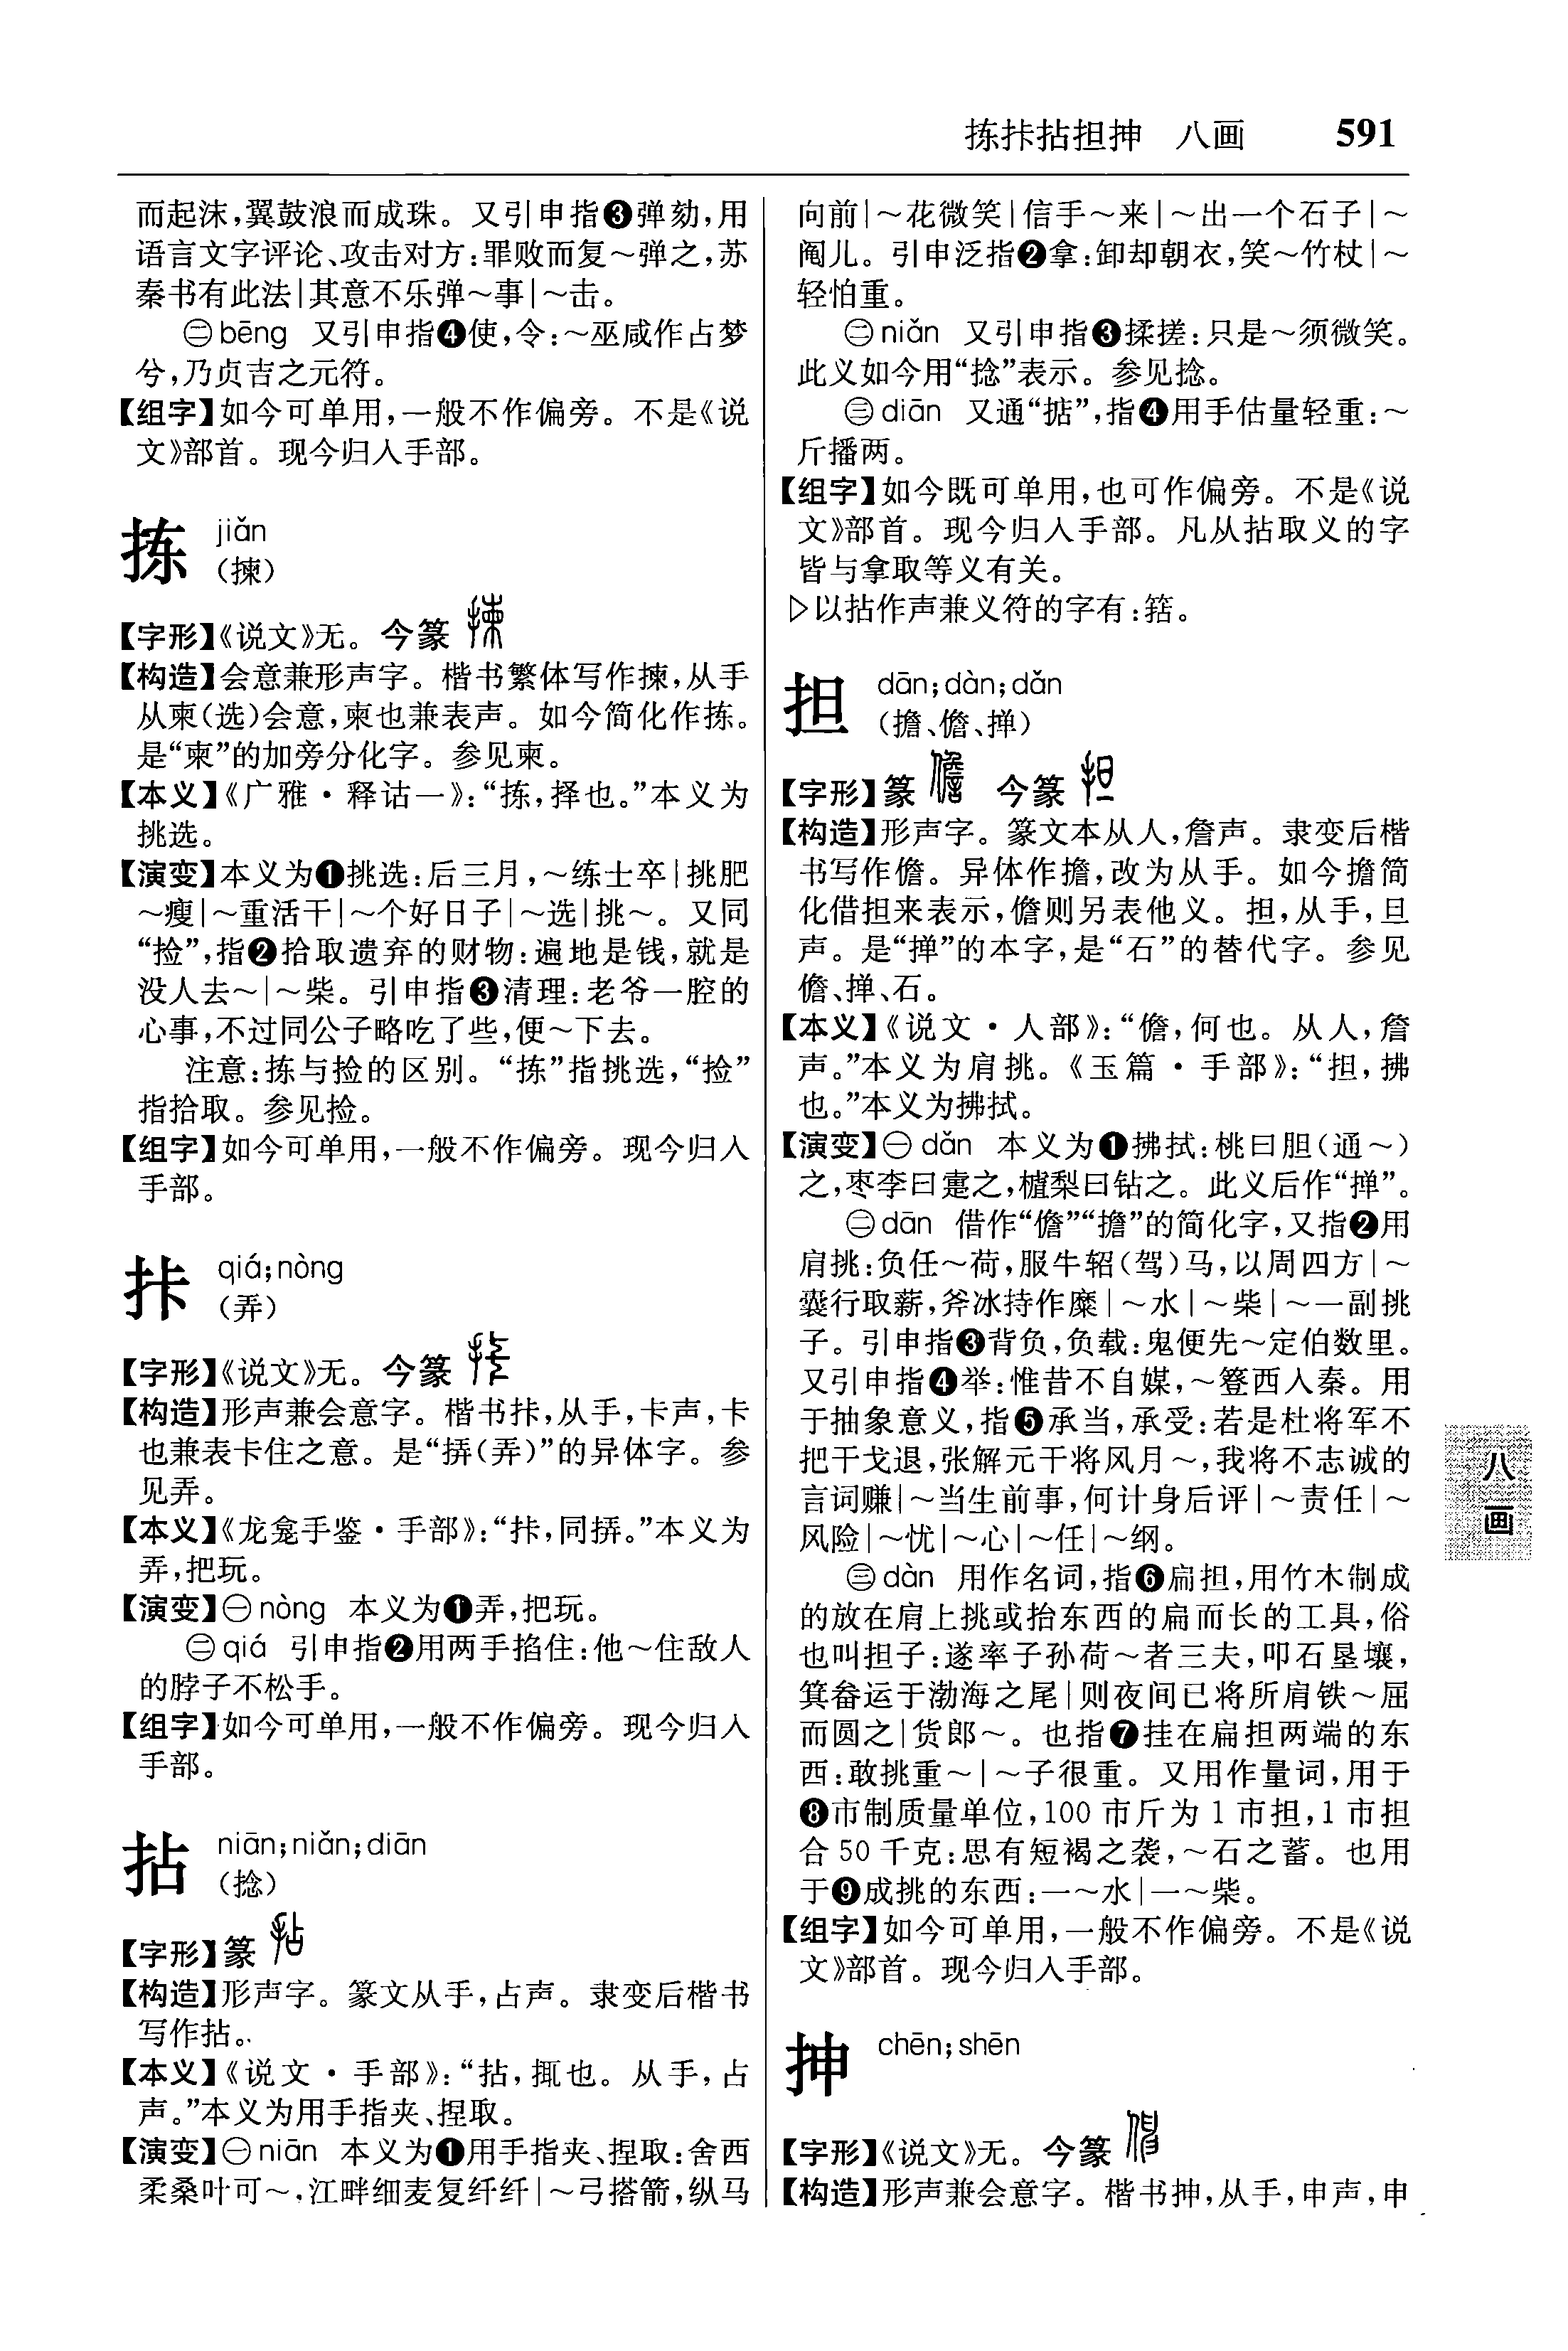 拣拤拈担抻 八画 591
而起沫,翼鼓浪而成珠。又引申指❸弹劾,用
语言文字评论、攻击对方:罪败而复～弹之,苏
秦书有此法|其意不乐弹～事|～击。
㊁bēng 又引申指❹使,令:～巫咸作占梦
兮,乃贞吉之元符。
【组字】如今可单用,一般不作偏旁。不是《说
文》部首。现今归入手部。
拣 jiǎn
(揀)
【字形】《说文》无。今篆
【构造】会意兼形声字。楷书繁体写作揀,从手
从柬(选)会意,柬也兼表声。如今简化作拣。
是“柬”的加旁分化字。参见柬。
【本义】《广雅·释诂一》:“拣,择也。”本义为
挑选。
【演变】本义为❶挑选:后三月,～练士卒|挑肥
～瘦|～重活干|～个好日子|～选|挑～。又同
“捡”,指❷拾取遗弃的财物:遍地是钱,就是
没人去～|～柴。引申指❸清理:老爷一腔的
心事,不过同公子略吃了些,便～下去。
注意:拣与捡的区别。“拣”指挑选,“捡”
指拾取。参见捡。
【组字】如今可单用,一般不作偏旁。现今归入
手部。
拤 qiá;nòng
(弄)
【字形】《说文》无。今篆
【构造】形声兼会意字。楷书拤,从手,卡声,卡
也兼表卡住之意。是“挵(弄)”的异体字。参
见弄。
【本义】《龙龛手鉴·手部》:“拤,同挵。”本义为
弄,把玩。
【演变】㊀nòng 本义为❶弄,把玩。
㊁qiá 引申指❷用两手掐住:他～住敌人
的脖子不松手。
【组字】如今可单用,一般不作偏旁。现今归入
手部。
拈 niān;niǎn;diān
(捻)
【字形】篆
【构造】形声字。篆文从手,占声。隶变后楷书
写作拈。
【本义】《说文·手部》:“拈,㧅也。从手,占
声。”本义为用手指夹、捏取。
【演变】㊀niān 本义为❶用手指夹、捏取:舍西
柔桑叶可～,江畔细麦复纤纤|～弓搭箭,纵马
向前|～花微笑|信手～来|～出一个石子|～
阄儿。引申泛指❷拿:卸却朝衣,笑～竹杖|～
轻怕重。
㊁niǎn 又引申指❸揉搓:只是～须微笑。
此义如今用“捻”表示。参见捻。
㊂diān 又通“掂”,指❹用手估量轻重:～
斤播两。
【组字】如今既可单用,也可作偏旁。不是《说
文》部首。现今归入手部。凡从拈取义的字
皆与拿取等义有关。
▷以拈作声兼义符的字有:䇔。
担 dān;dàn;dǎn
(擔、儋、掸)
【字形】篆 今篆
【构造】形声字。篆文本从人,詹声。隶变后楷
书写作儋。异体作擔,改为从手。如今擔简
化借担来表示,儋则另表他义。担,从手,旦
声。是“掸”的本字,是“石”的替代字。参见
儋、掸、石。
【本义】《说文·人部》:“儋,何也。从人,詹
声。”本义为肩挑。《玉篇·手部》:“担,拂
也。”本义为拂拭。
【演变】㊀dǎn 本义为❶拂拭:桃曰胆(通～)
之,枣李曰疐之,樝梨曰钻之。此义后作“掸”。
㊁dān 借作“儋”“擔”的简化字,又指❷用
肩挑:负任～荷,服牛轺(驾)马,以周四方|～
囊行取薪,斧冰持作糜|～水|～柴|～一副挑
子。引申指❸背负,负载:鬼便先～定伯数里。
又引申指❹举:惟昔不自媒,～簦西入秦。用
于抽象意义,指❺承当,承受:若是杜将军不
把干戈退,张解元干将风月～,我将不志诚的
言词赚|～当生前事,何计身后评|～责任|～
风险|～忧|～心|～任|～纲。
㊂dàn 用作名词,指❻扁担,用竹木制成
的放在肩上挑或抬东西的扁而长的工具,俗
也叫担子:遂率子孙荷～者三夫,叩石垦壤,
箕畚运于渤海之尾|则夜间已将所肩铁～屈
而圆之|货郎～。也指❼挂在扁担两端的东
西:敢挑重～|～子很重。又用作量词,用于
❽市制质量单位,100 市斤为 1 市担,1 市担
合 50 千克:思有短褐之袭,～石之蓄。也用
于❾成挑的东西:一～水|一～柴。
【组字】如今可单用,一般不作偏旁。不是《说
文》部首。现今归入手部。
抻 chēn;shēn
【字形】《说文》无。今篆
【构造】形声兼会意字。楷书抻,从手,申声,申
八画